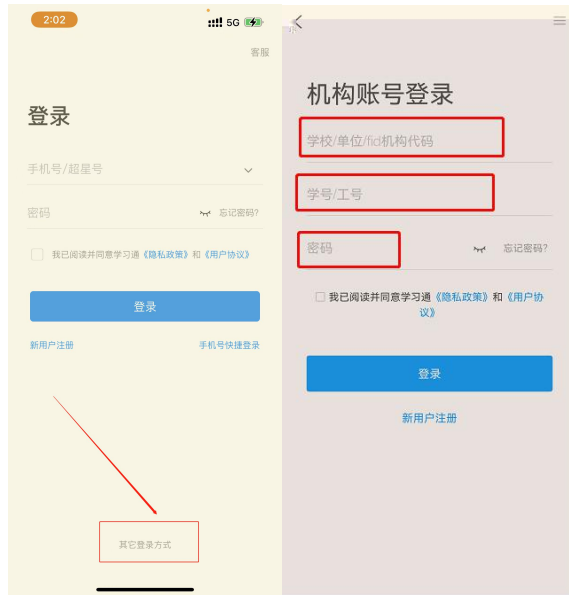 2:02
5G
客服
登录
手机号/超星号
密码
忘记密码?
我已阅读并同意学习通《隐私政策》和《用户协议》
登录
新用户注册
手机号快捷登录
其它登录方式
机构账号登录
学校/单位/fid机构代码
学号/工号
密码
忘记密码?
我已阅读并同意学习通《隐私政策》和《用户协
议》
登录
新用户注册